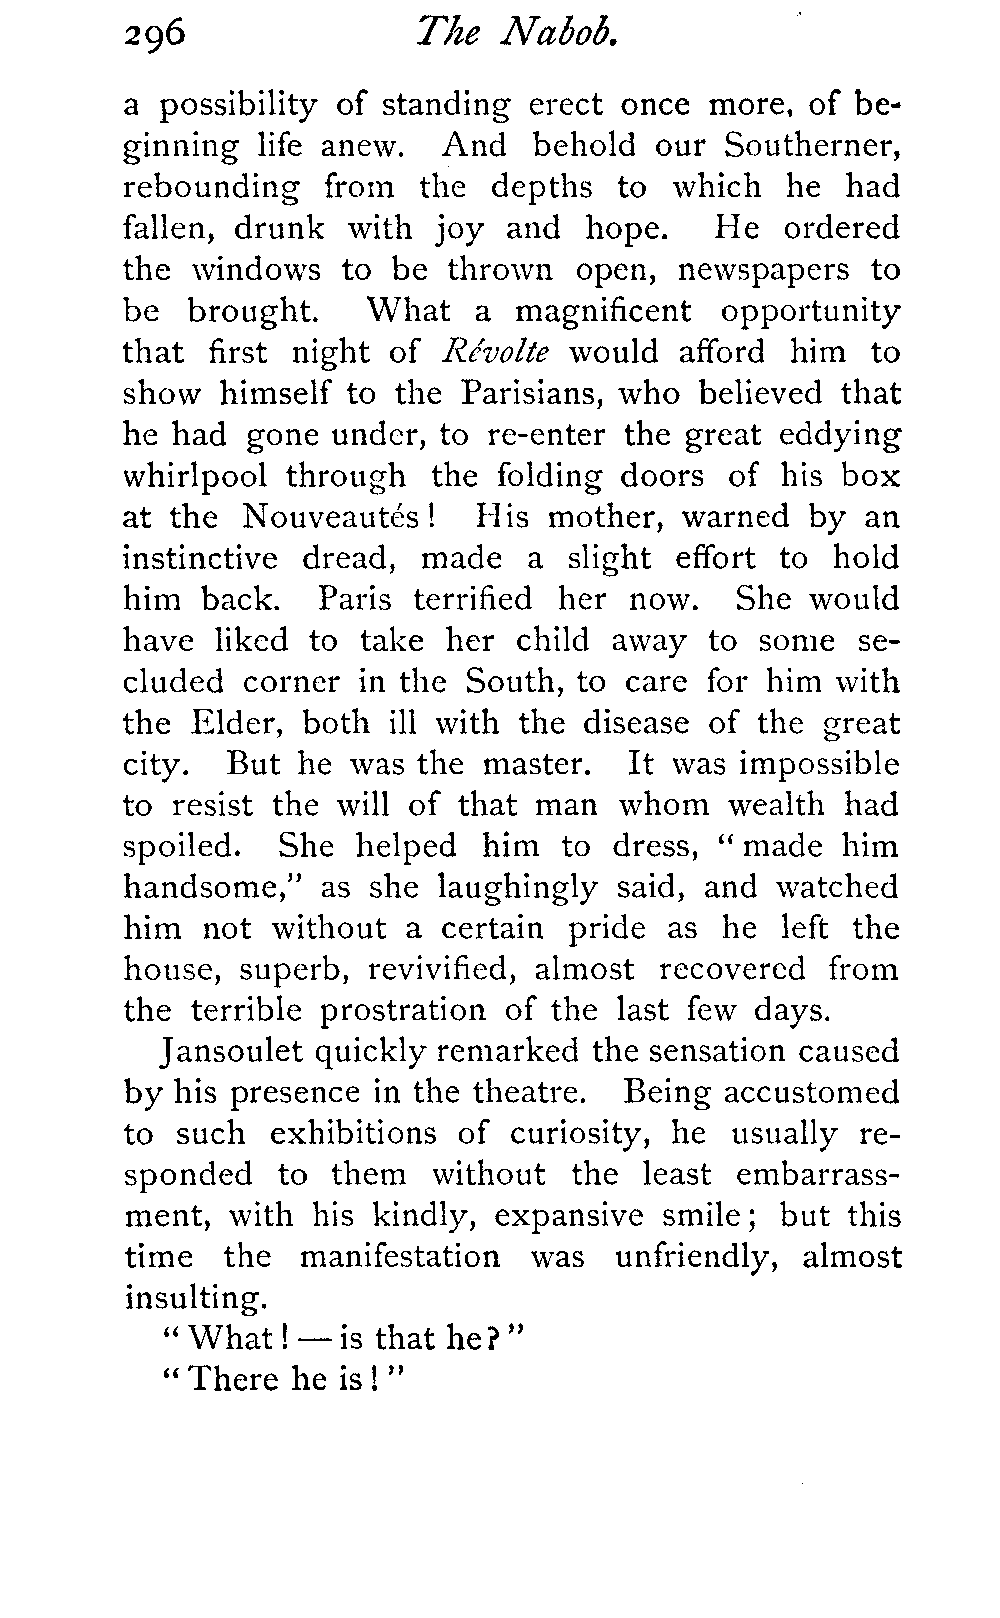 296 The Nabob.
a possibility of standing erect once more, of be-
ginning life anew. And behold our Southerner,
rebounding from the depths to which he had
fallen, drunk with joy and hope. He ordered
the windows to be thrown open, newspapers to
be brought. What a magnificent opportunity
that first night of Révolte would afford him to
show himself to the Parisians, who believed that
he had gone under, to re-enter the great eddying
whirlpool through the folding doors of his box
at the Nouveautés! His mother, warned by an
instinctive dread, made a slight effort to hold
him back. Paris terrified her now. She would
have liked to take her child away to some se-
cluded corner in the South, to care for him with
the Elder, both ill with the disease of the great
city. But he was the master. It was impossible
to resist the will of that man whom wealth had
spoiled. She helped him to dress, "made him
handsome," as she laughingly said, and watched
him not without a certain pride as he left the
house, superb, revivified, almost recovered from
the terrible prostration of the last few days.
Jansoulet quickly remarked the sensation caused
by his presence in the theatre. Being accustomed
to such exhibitions of curiosity, he usually re-
sponded to them without the least embarrass-
ment, with his kindly, expansive smile; but this
time the manifestation was unfriendly, almost
insulting.
"What! — is that he?"
"There he is!"